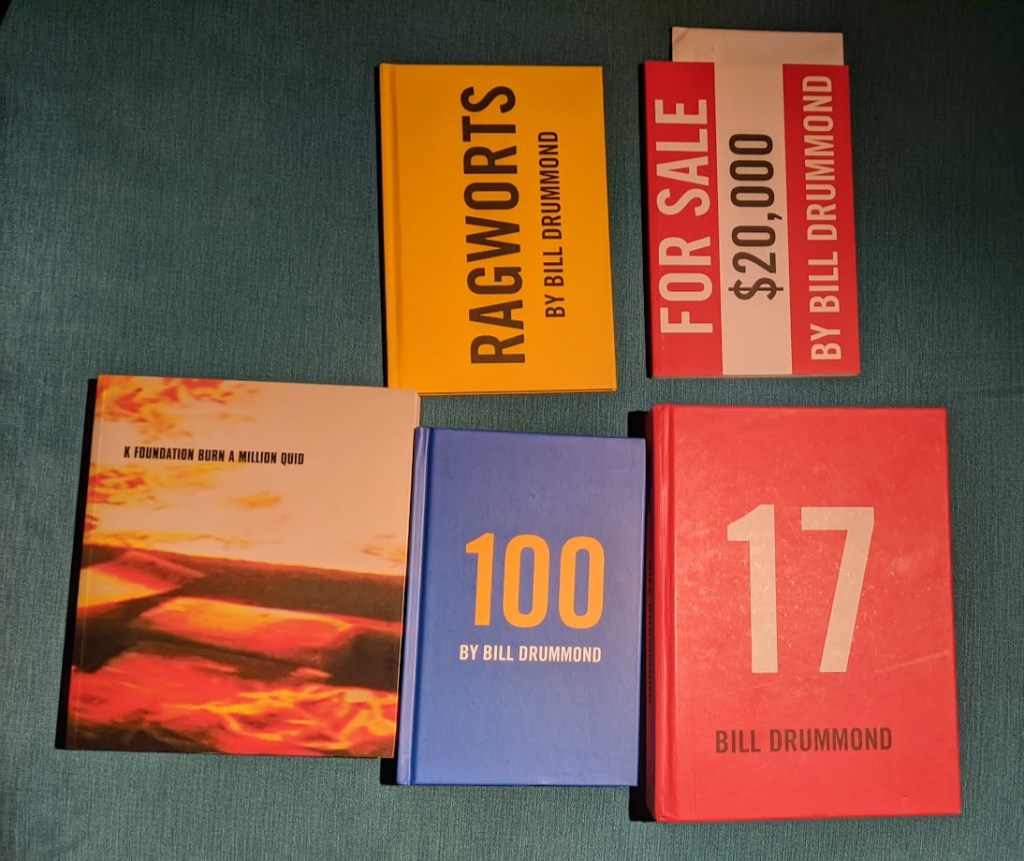 RAGWORTS
BY BILL DRUMMOND
FOR SALE
$20,000
BY BILL DRUMMOND
K FOUNDATION BURN A MILLION QUID
100
BY BILL DRUMMOND
17
BILL DRUMMOND